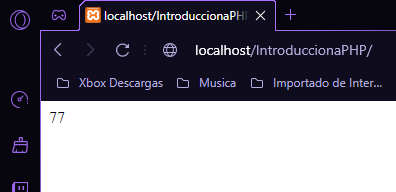 localhost/IntroduccionaPHP
localhost/IntroduccionaPHP/
Xbox Descargas Musica Importado de Inter...
77